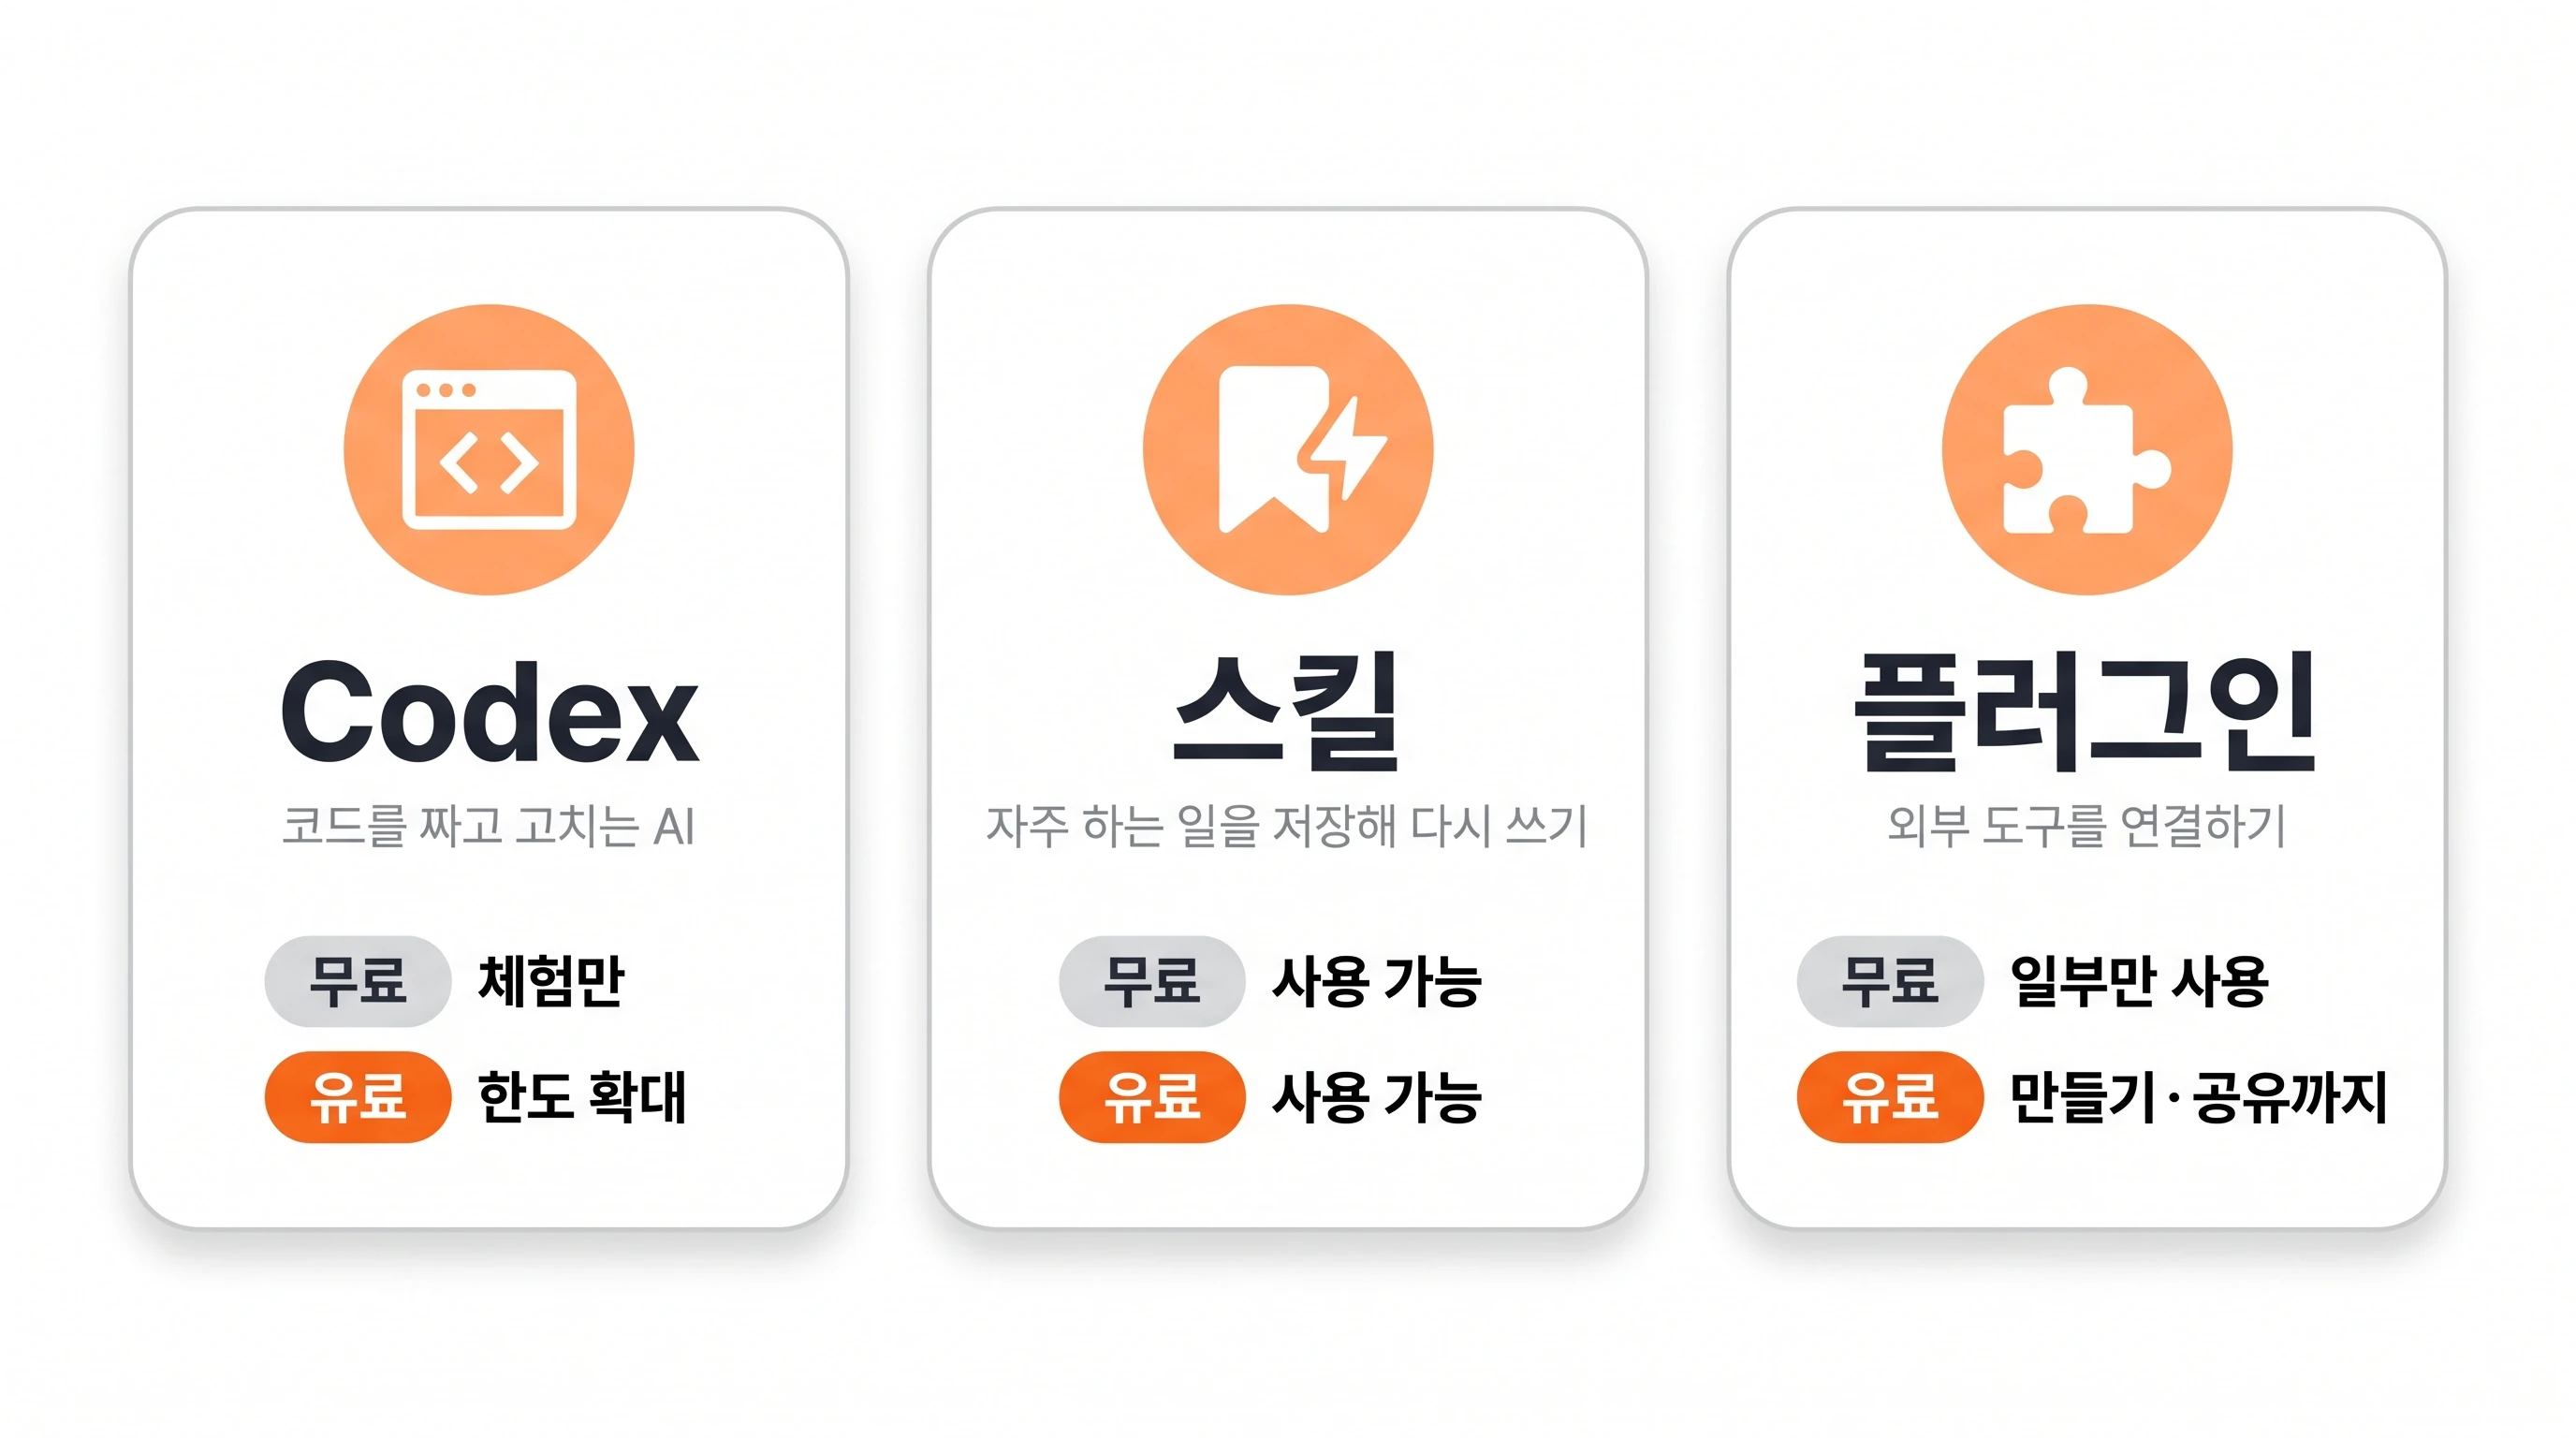 Codex
코드를 짜고 고치는 AI
무료 체험만
유료 한도 확대
스킬
자주 하는 일을 저장해 다시 쓰기
무료 사용 가능
유료 사용 가능
플러그인
외부 도구를 연결하기
무료 일부만 사용
유료 만들기 · 공유까지